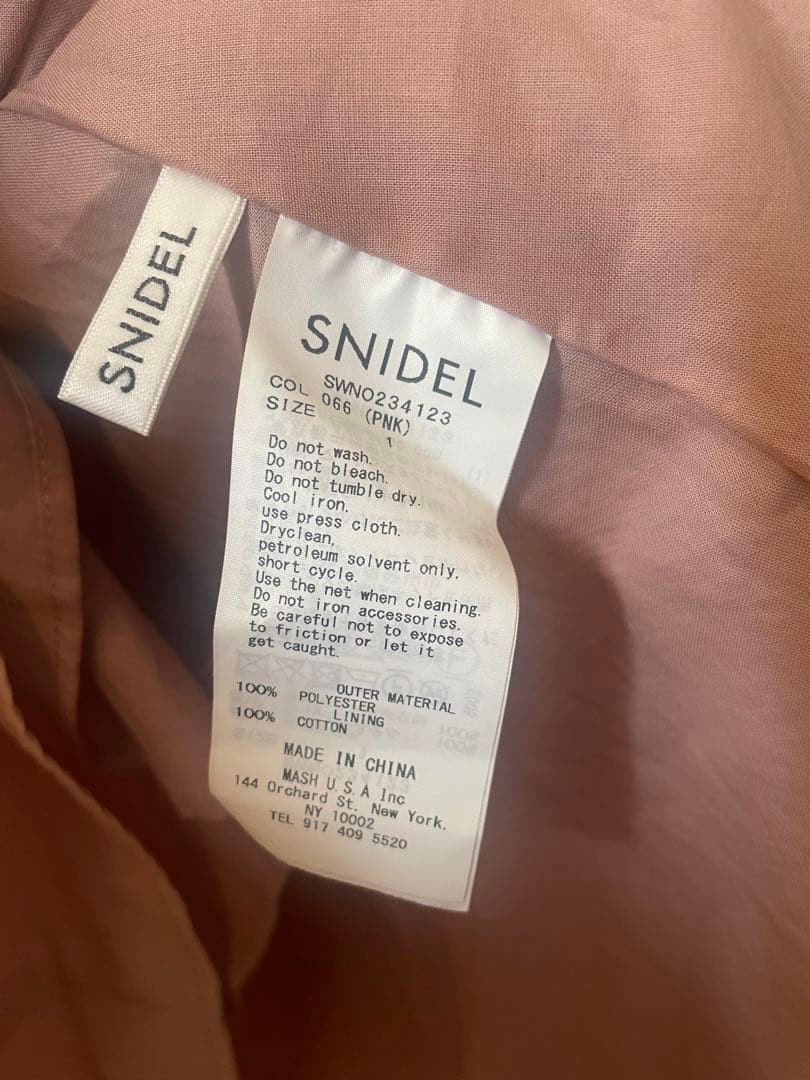 SNIDEL
SNIDEL
SWNO234123
COL 066 (PNK)
SIZE 1
Do not wash.
Do not bleach.
Do not tumble dry.
Cool iron.
use press cloth.
Dryclean,
petroleum solvent only.
short cycle.
Use the net when cleaning.
Do not iron accessories.
Be careful not to expose
to friction or let it
get caught.
OUTER MATERIAL
100% POLYESTER
LINING
100% COTTON
MADE IN CHINA
MASH U.S.A Inc
144 Orchard St. New York.
NY 10002
TEL 917 409 5520